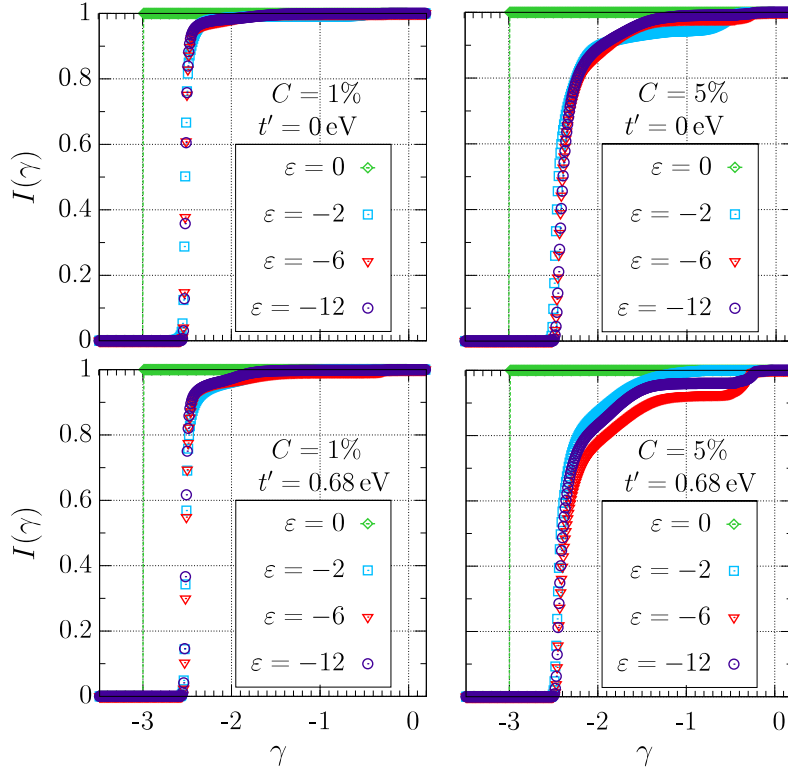 1
0.8
0.6
0.4
0.2
0
I(γ)
C = 1%
t′ = 0 eV
ε = 0
ε = −2
ε = −6
ε = −12
C = 5%
t′ = 0 eV
ε = 0
ε = −2
ε = −6
ε = −12
1
0.8
0.6
0.4
0.2
0
I(γ)
C = 1%
t′ = 0.68 eV
ε = 0
ε = −2
ε = −6
ε = −12
-3 -2 -1 0
γ
C = 5%
t′ = 0.68 eV
ε = 0
ε = −2
ε = −6
ε = −12
-3 -2 -1 0
γ